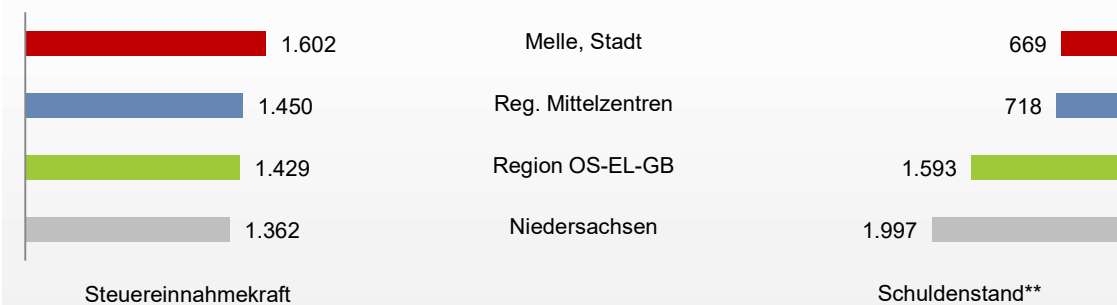 1.602 Melle, Stadt 669
1.450 Reg. Mittelzentren 718
1.429 Region OS-EL-GB 1.593
1.362 Niedersachsen 1.997
Steuereinnahmekraft Schuldenstand**